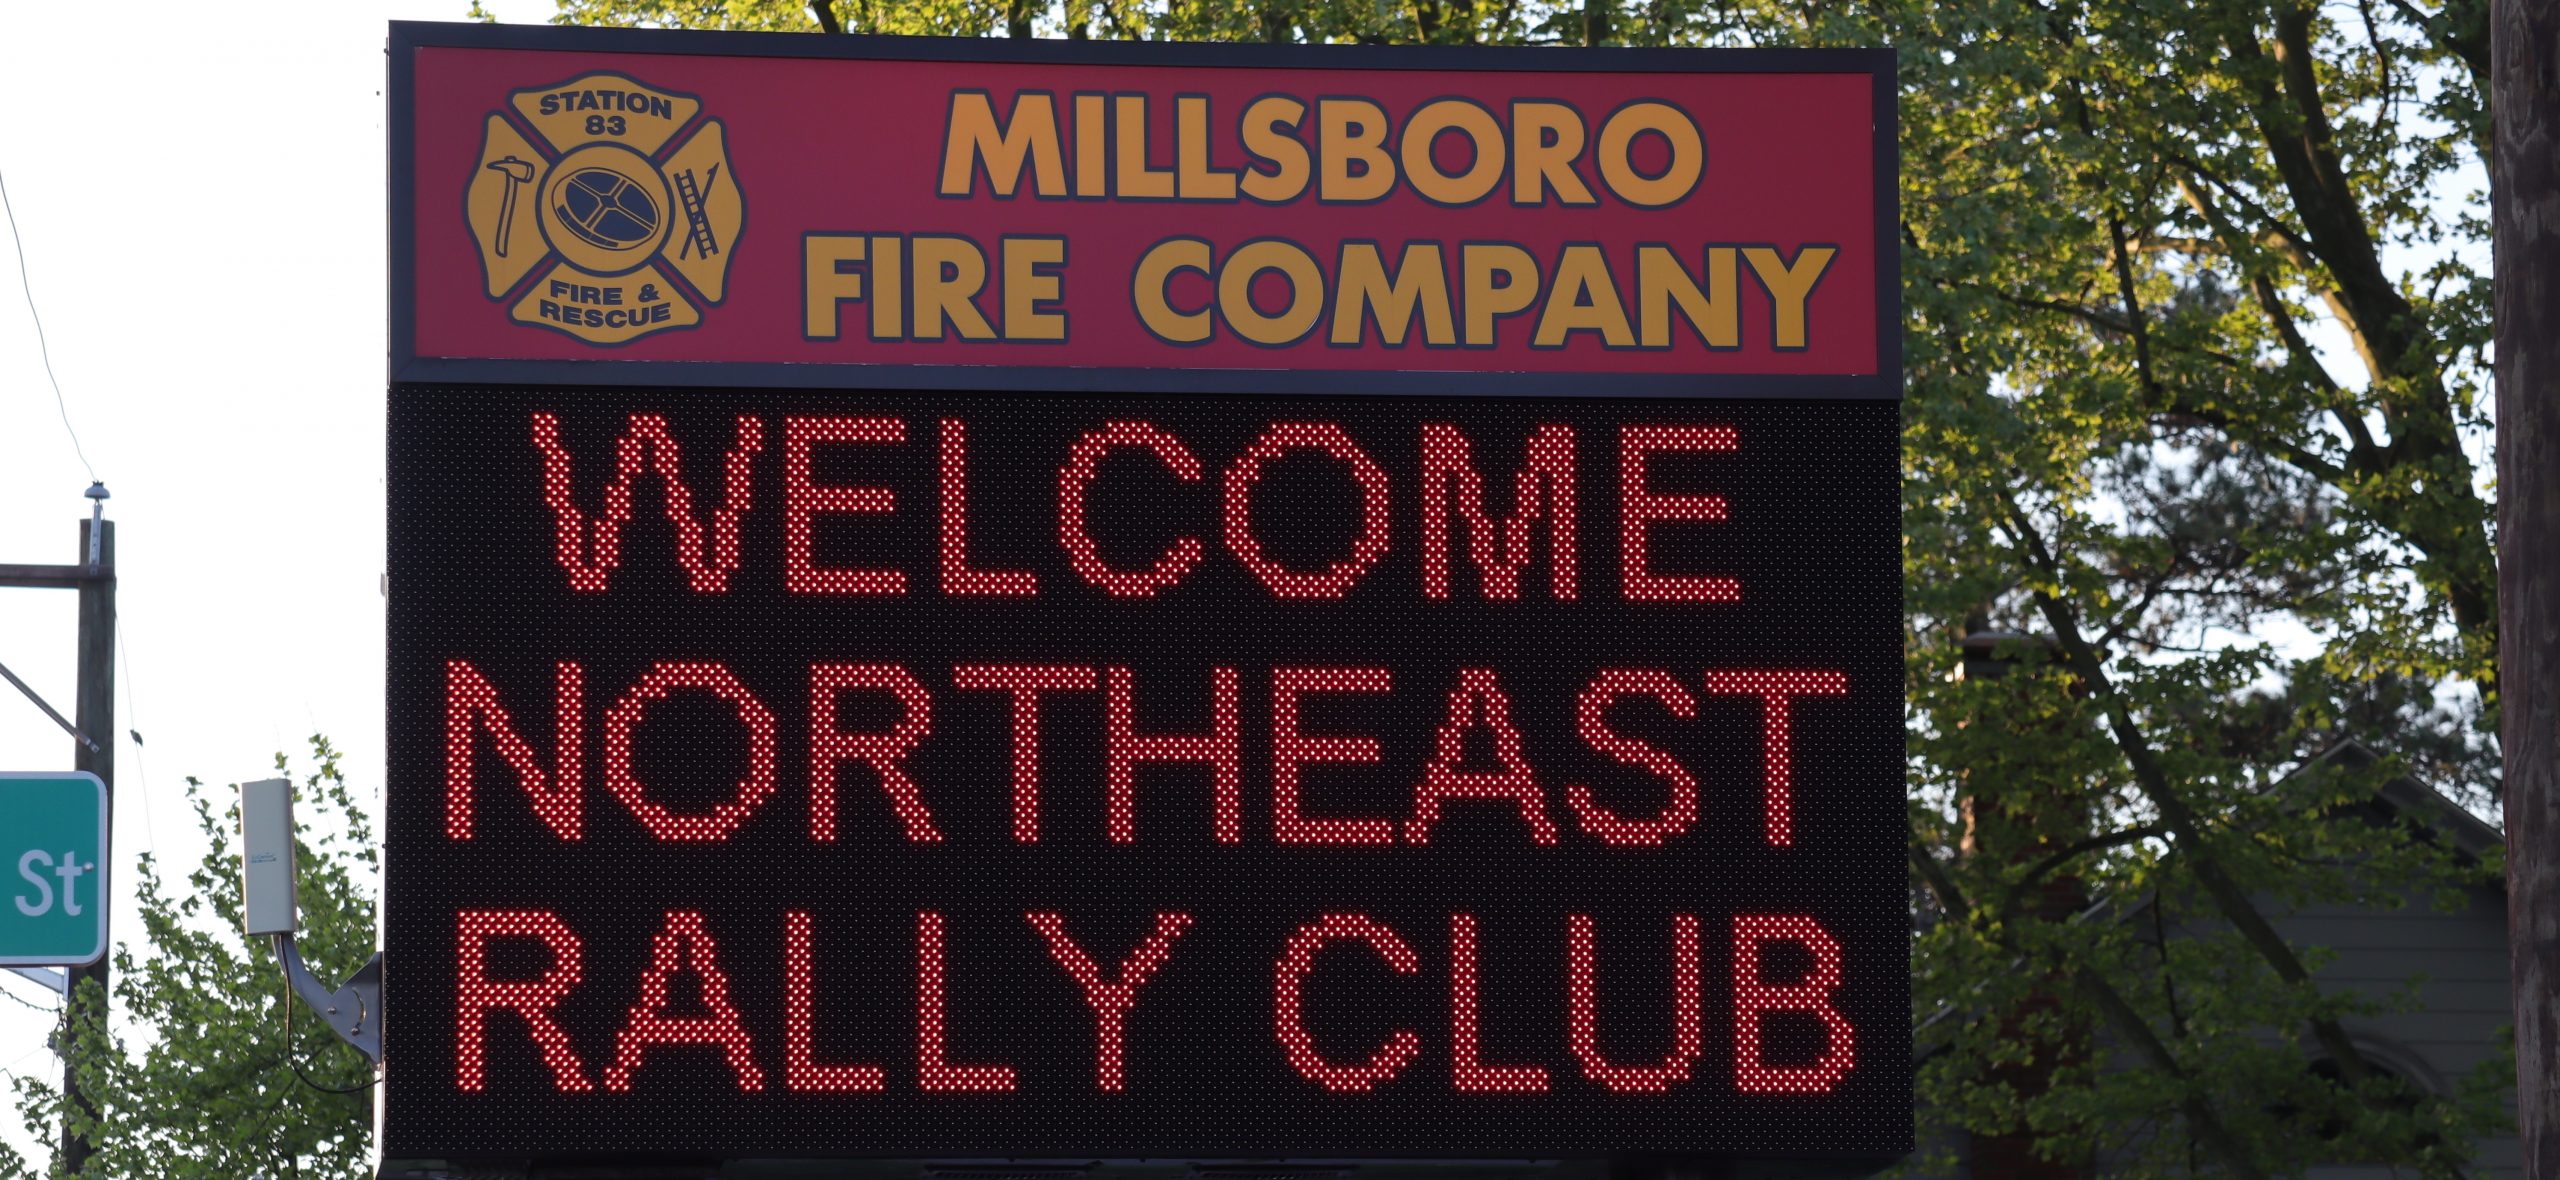 STATION
83
FIRE &
RESCUE
MILLSBORO
FIRE COMPANY
WELCOME
NORTHEAST
RALLY CLUB
St